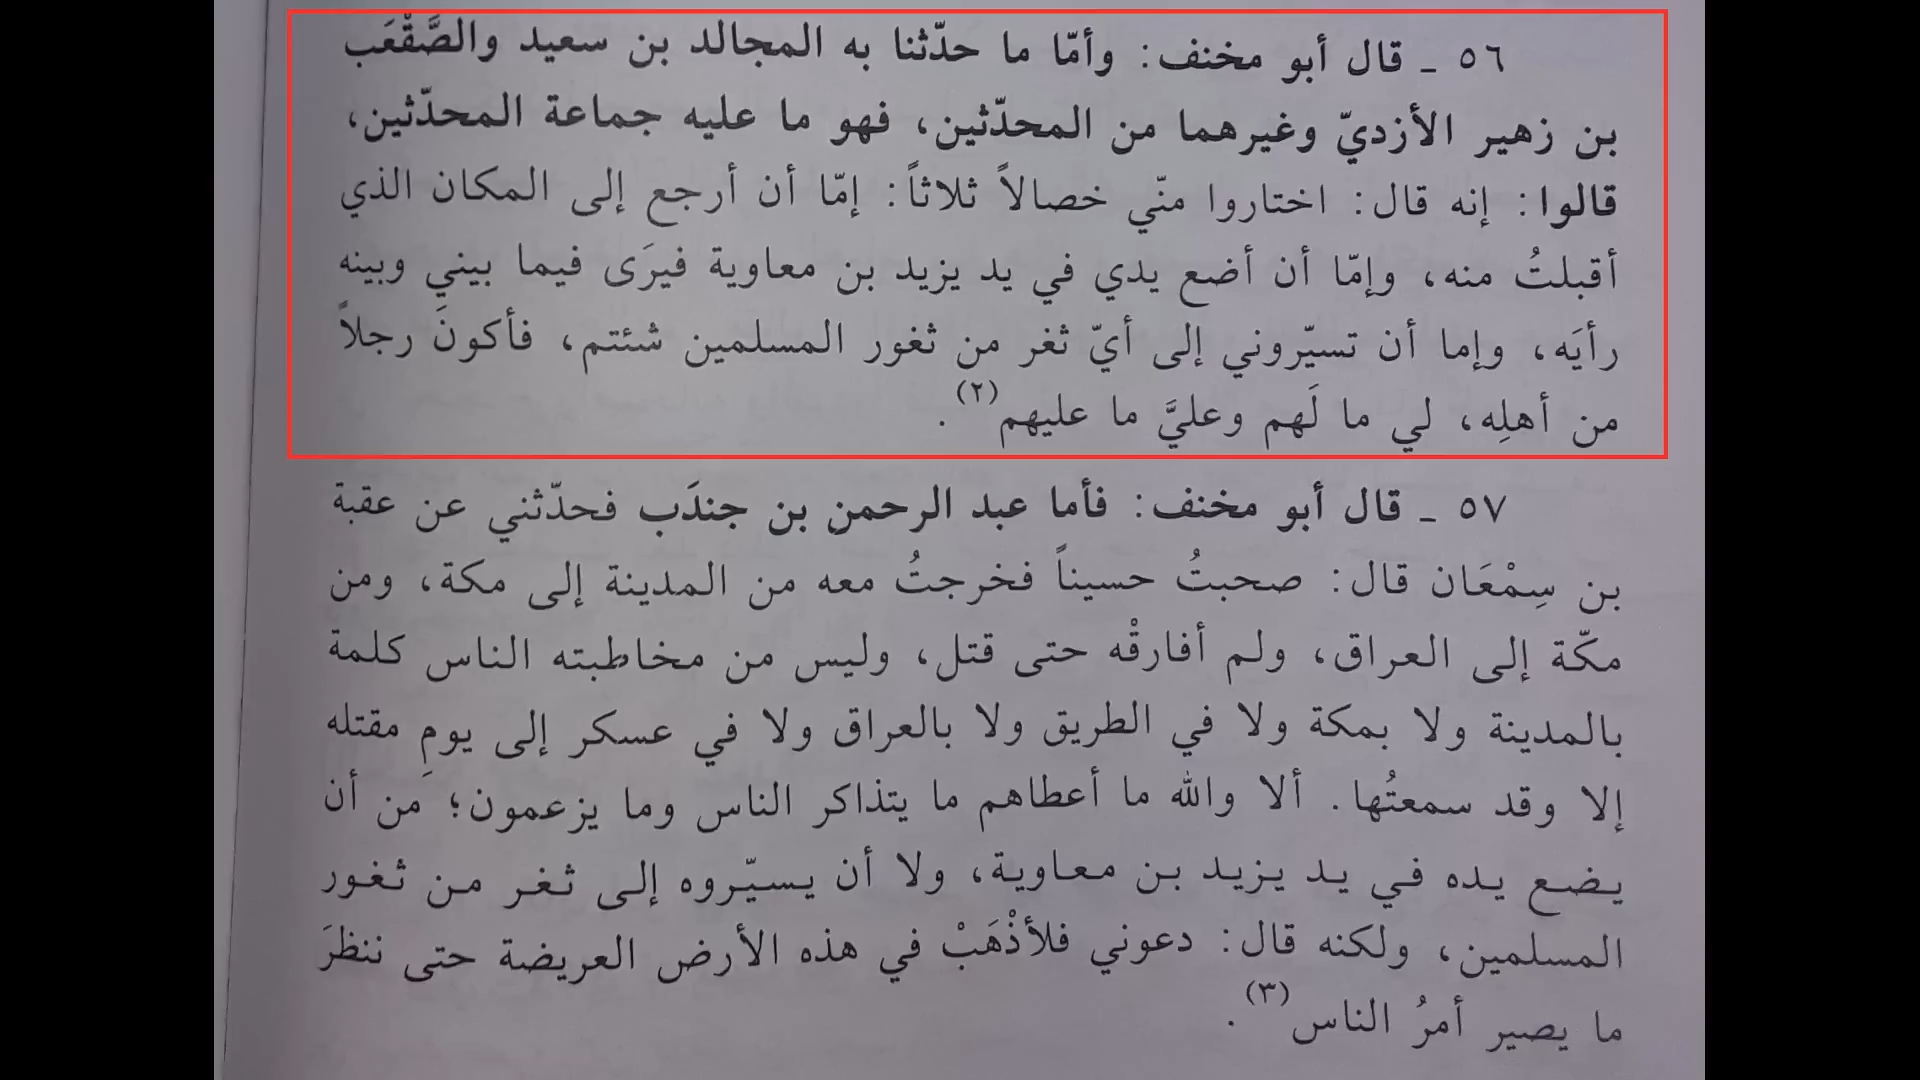 ٥٦ ـ قال أبو مخنف: وأمّا ما حدّثنا به المجالد بن سعيد والصَّقْعَب
بن زهير الأزديّ وغيرهما من المحدّثين، فهو ما عليه جماعة المحدّثين،
قالوا: إنه قال: اختاروا منّي خصالاً ثلاثاً: إمّا أن أرجع إلى المكان الذي
أقبلتُ منه، وإمّا أن أضع يدي في يد يزيد بن معاوية فيرَى فيما بيني وبينه
رأيَه، وإما أن تسيّروني إلى أيّ ثغر من ثغور المسلمين شئتم، فأكونَ رجلاً
من أهلِه، لي ما لَهم وعليَّ ما عليهم(٢).
٥٧ ـ قال أبو مخنف: فأما عبد الرحمن بن جندَب فحدّثني عن عقبة
بن سِمْعَان قال: صحبتُ حسيناً فخرجتُ معه من المدينة إلى مكة، ومن
مكّة إلى العراق، ولم أفارقْه حتى قتل، وليس من مخاطبته الناس كلمة
بالمدينة ولا بمكة ولا في الطريق ولا بالعراق ولا في عسكر إلى يومِ مقتله
إلا وقد سمعتُها. ألا والله ما أعطاهم ما يتذاكر الناس وما يزعمون؛ من أن
يضع يده في يد يزيد بن معاوية، ولا أن يسيّروه إلى ثغر من ثغور
المسلمين، ولكنه قال: دعوني فلأذْهَبْ في هذه الأرض العريضة حتى ننظرَ
ما يصير أمرُ الناس(٣).